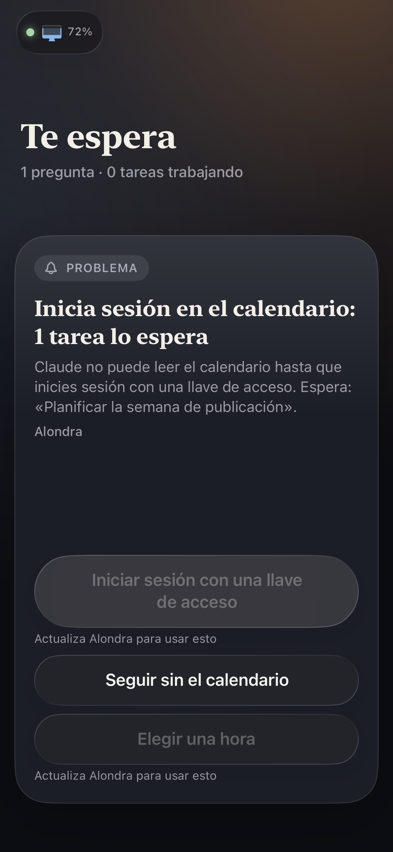 72%
Te espera
1 pregunta · 0 tareas trabajando
PROBLEMA
Inicia sesión en el calendario:
1 tarea lo espera
Claude no puede leer el calendario hasta que
inicies sesión con una llave de acceso. Espera:
«Planificar la semana de publicación».
Alondra
Iniciar sesión con una llave
de acceso
Actualiza Alondra para usar esto
Seguir sin el calendario
Elegir una hora
Actualiza Alondra para usar esto